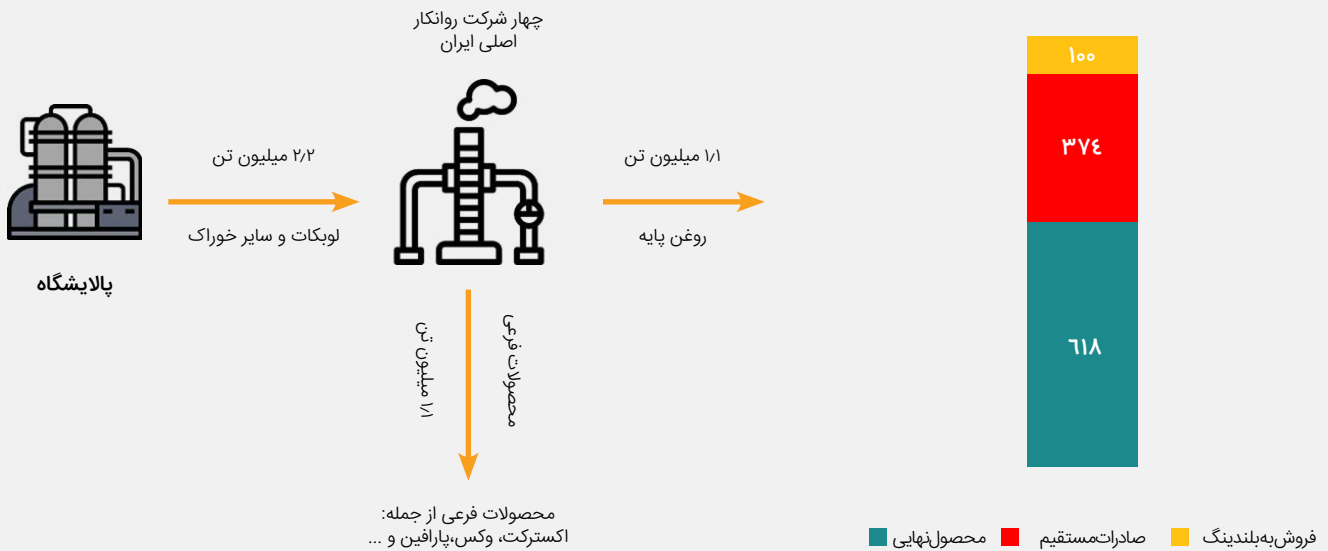 چهار شرکت روانکار
اصلی ایران
۲٫۲ میلیون تن
لوبکات و سایر خوراک
پالایشگاه
۱٫۱ میلیون تن
روغن پایه
محصولات فرعی
۱٫۱ میلیون تن
محصولات فرعی از جمله:
اکسترکت، وکس،پارافین و ...
۱۰۰
۳۷٤
٦۱۸
فروش‌به‌بلندینگ
صادرات‌مستقیم
محصول‌نهایی